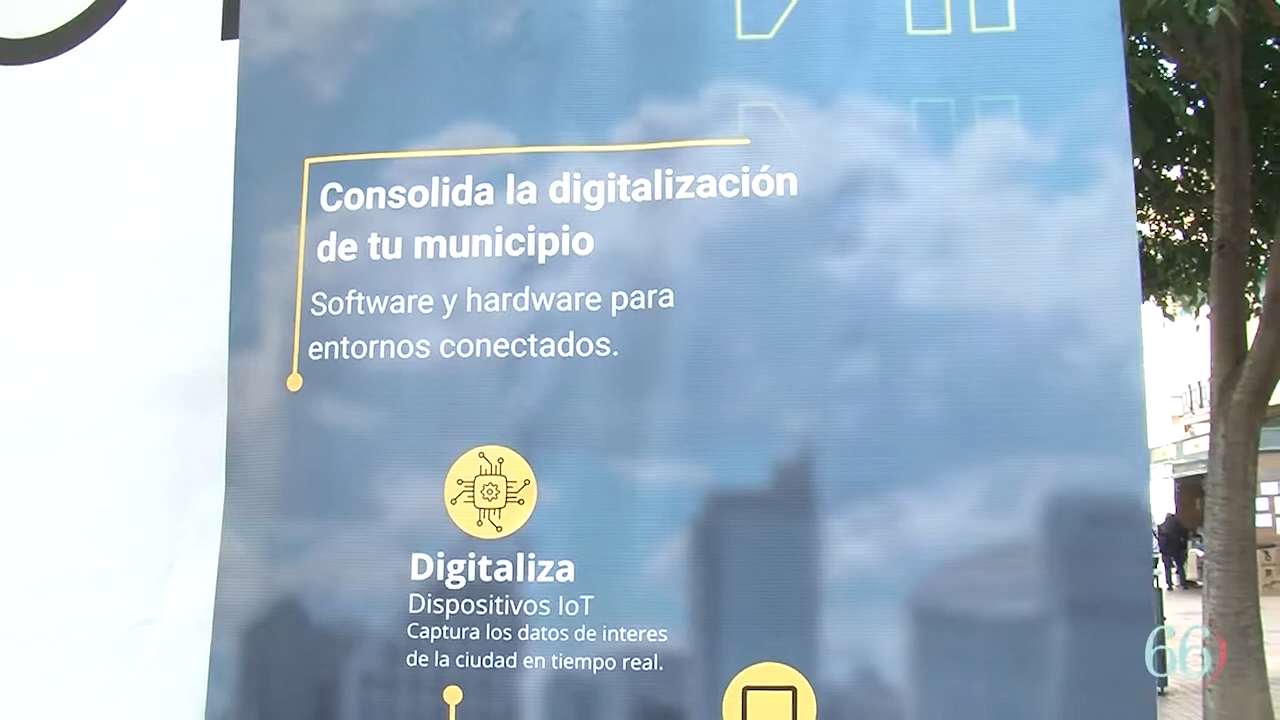 Consolida la digitalización
de tu municipio
Software y hardware para
entornos conectados.
Digitaliza
Dispositivos IoT
Captura los datos de interes
de la ciudad en tiempo real.
66